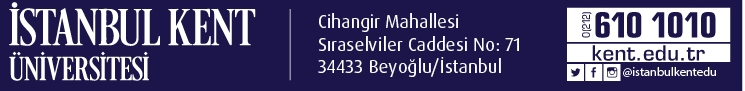 İSTANBUL KENT
ÜNİVERSİTESİ
Cihangir Mahallesi
Sıraselviler Caddesi No: 71
34433 Beyoğlu/İstanbul
0(212) 610 1010
kent.edu.tr
@istanbulkentedu